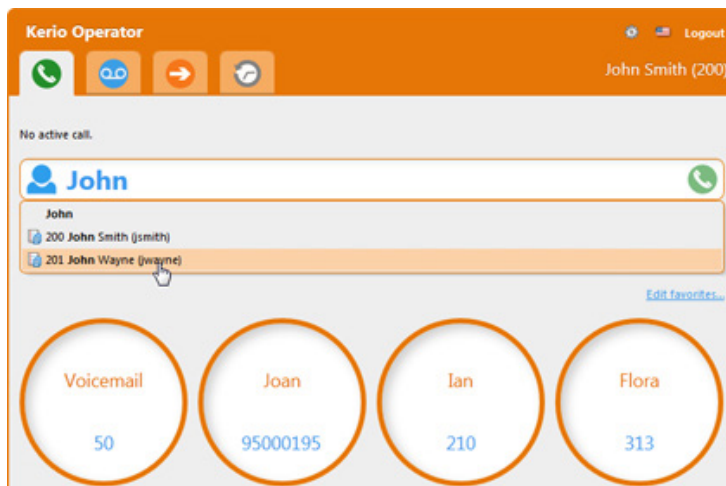 Kerio Operator
Logout
John Smith (200)
No active call.
John
John
200 John Smith (jsmith)
201 John Wayne (jwayne)
Edit favorites...
Voicemail
Joan
Ian
Flora
50
95000195
210
313